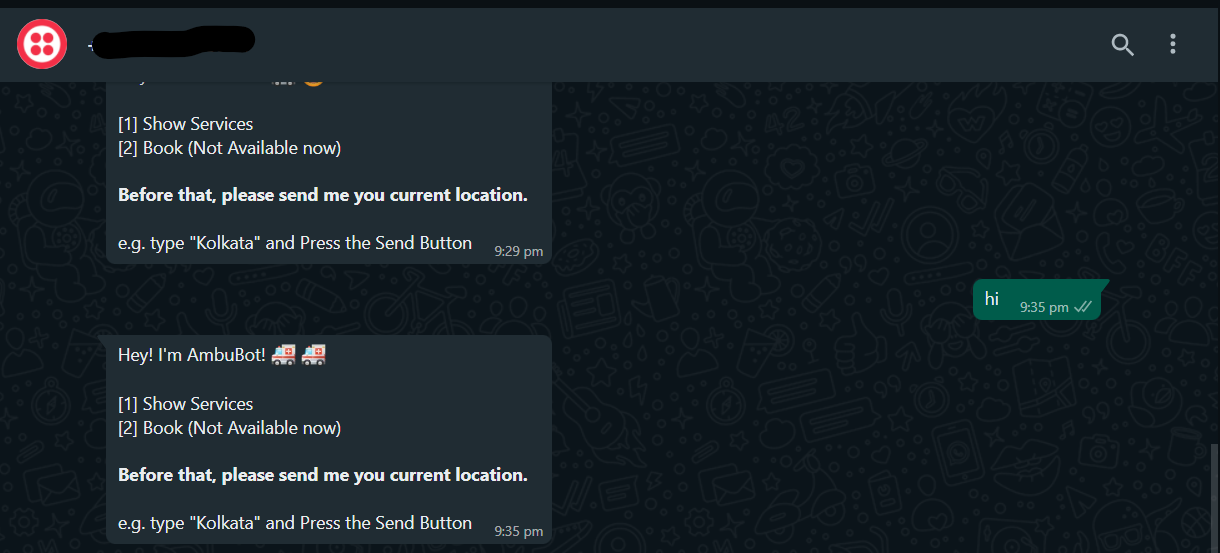 [1] Show Services
[2] Book (Not Available now)
Before that, please send me you current location.
e.g. type "Kolkata" and Press the Send Button
9:29 pm
hi
9:35 pm
Hey! I'm AmbuBot! 🚑 🚑
[1] Show Services
[2] Book (Not Available now)
Before that, please send me you current location.
e.g. type "Kolkata" and Press the Send Button
9:35 pm